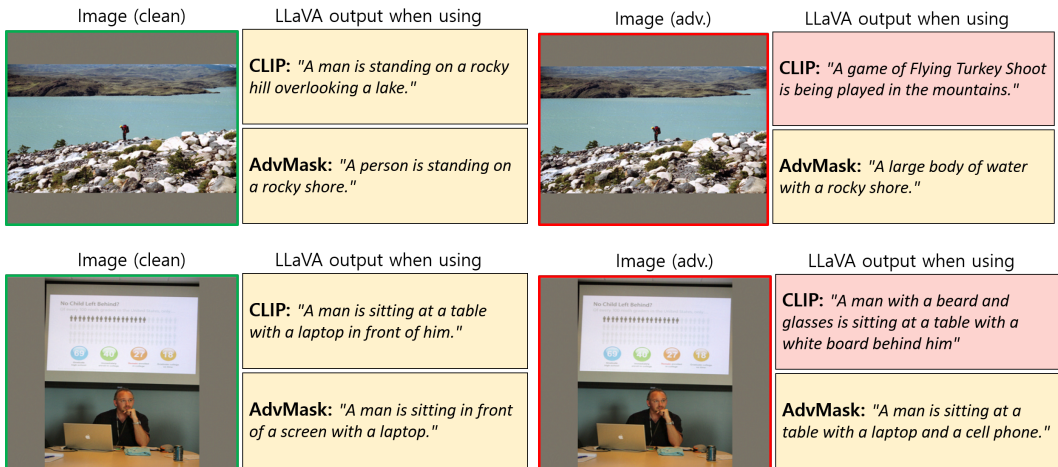 Image (clean)
LLaVA output when using
Image (adv.)
LLaVA output when using
CLIP: "A man is standing on a rocky
hill overlooking a lake."
CLIP: "A game of Flying Turkey Shoot
is being played in the mountains."
AdvMask: "A person is standing on
a rocky shore."
AdvMask: "A large body of water
with a rocky shore."
Image (clean)
LLaVA output when using
Image (adv.)
LLaVA output when using
No Child Left Behind?
CLIP: "A man is sitting at a table
with a laptop in front of him."
No Child Left Behind?
CLIP: "A man with a beard and
glasses is sitting at a table with a
white board behind him"
AdvMask: "A man is sitting in front
of a screen with a laptop."
AdvMask: "A man is sitting at a
table with a laptop and a cell phone."